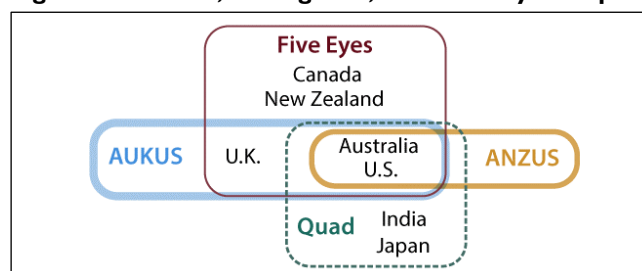 Five Eyes
Canada
New Zealand
AUKUS
U.K.
Australia
U.S.
ANZUS
Quad
India
Japan